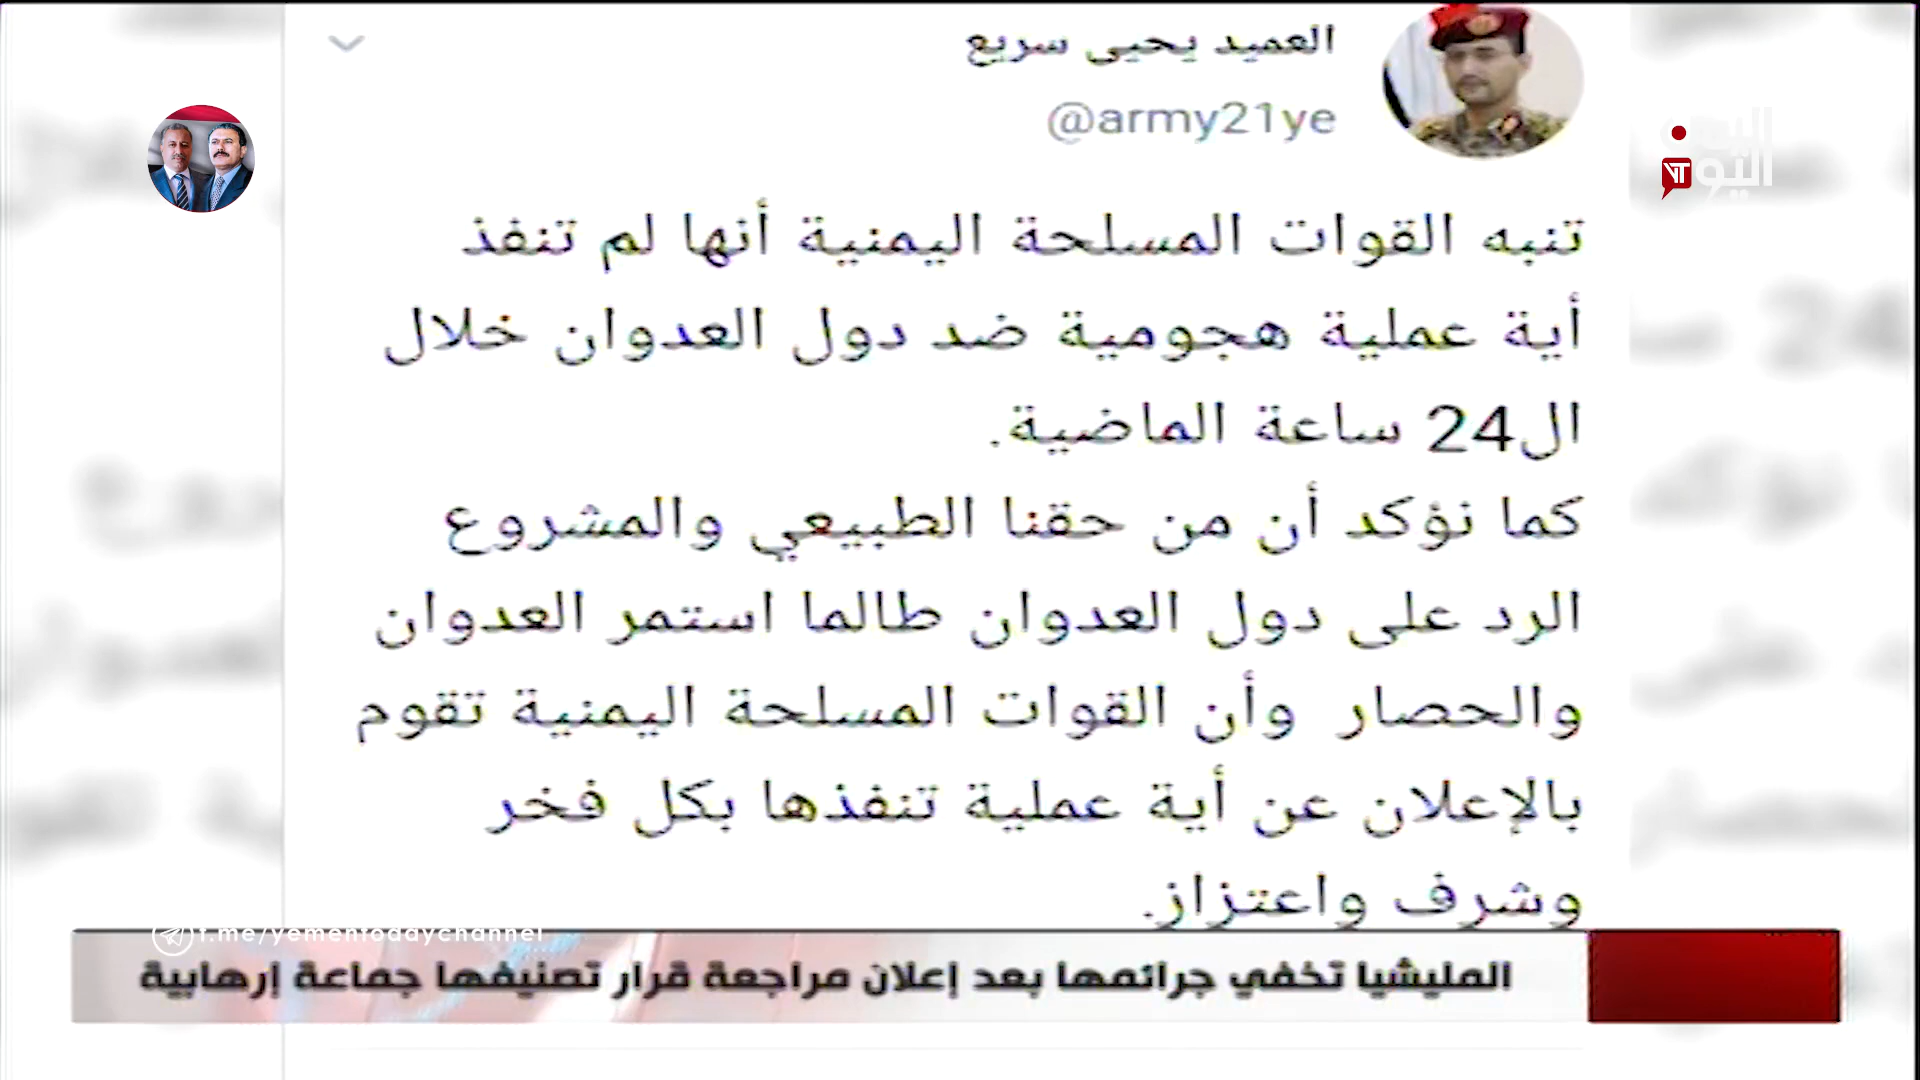 العميد يحيى سريع
@army21ye
اليمن
اليوم
YT
تنبه القوات المسلحة اليمنية أنها لم تنفذ
أية عملية هجومية ضد دول العدوان خلال
ال24 ساعة الماضية.
كما نؤكد أن من حقنا الطبيعي والمشروع
الرد على دول العدوان طالما استمر العدوان
والحصار وأن القوات المسلحة اليمنية تقوم
بالإعلان عن أية عملية تنفذها بكل فخر
وشرف واعتزاز.
t.me/yementodaychannel
المليشيا تخفي جرائمها بعد إعلان مراجعة قرار تصنيفها جماعة إرهابية